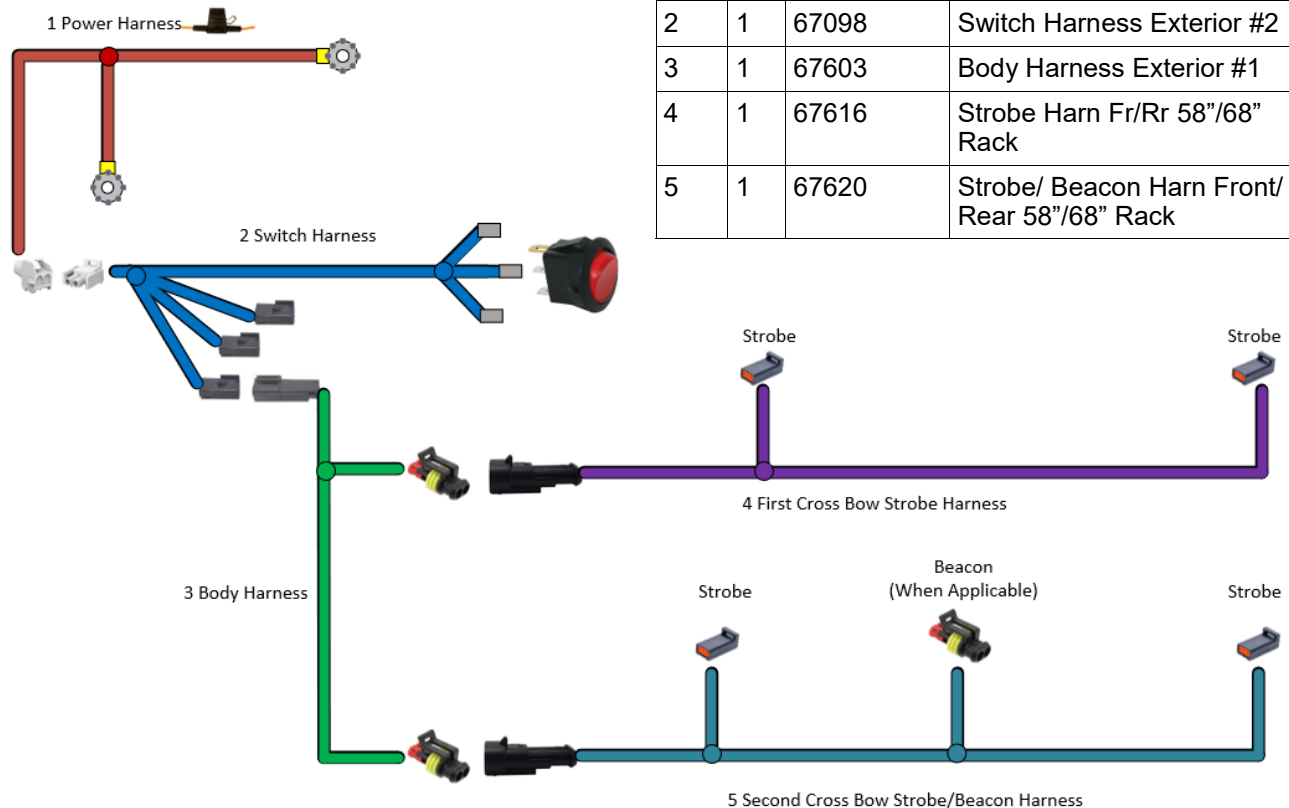 1 Power Harness
2 1 67098 Switch Harness Exterior #2
3 1 67603 Body Harness Exterior #1
4 1 67616 Strobe Harn Fr/Rr 58”/68”
Rack
5 1 67620 Strobe/ Beacon Harn Front/
Rear 58”/68” Rack
2 Switch Harness
Strobe
Strobe
4 First Cross Bow Strobe Harness
3 Body Harness
Strobe
Beacon
(When Applicable)
Strobe
5 Second Cross Bow Strobe/Beacon Harness